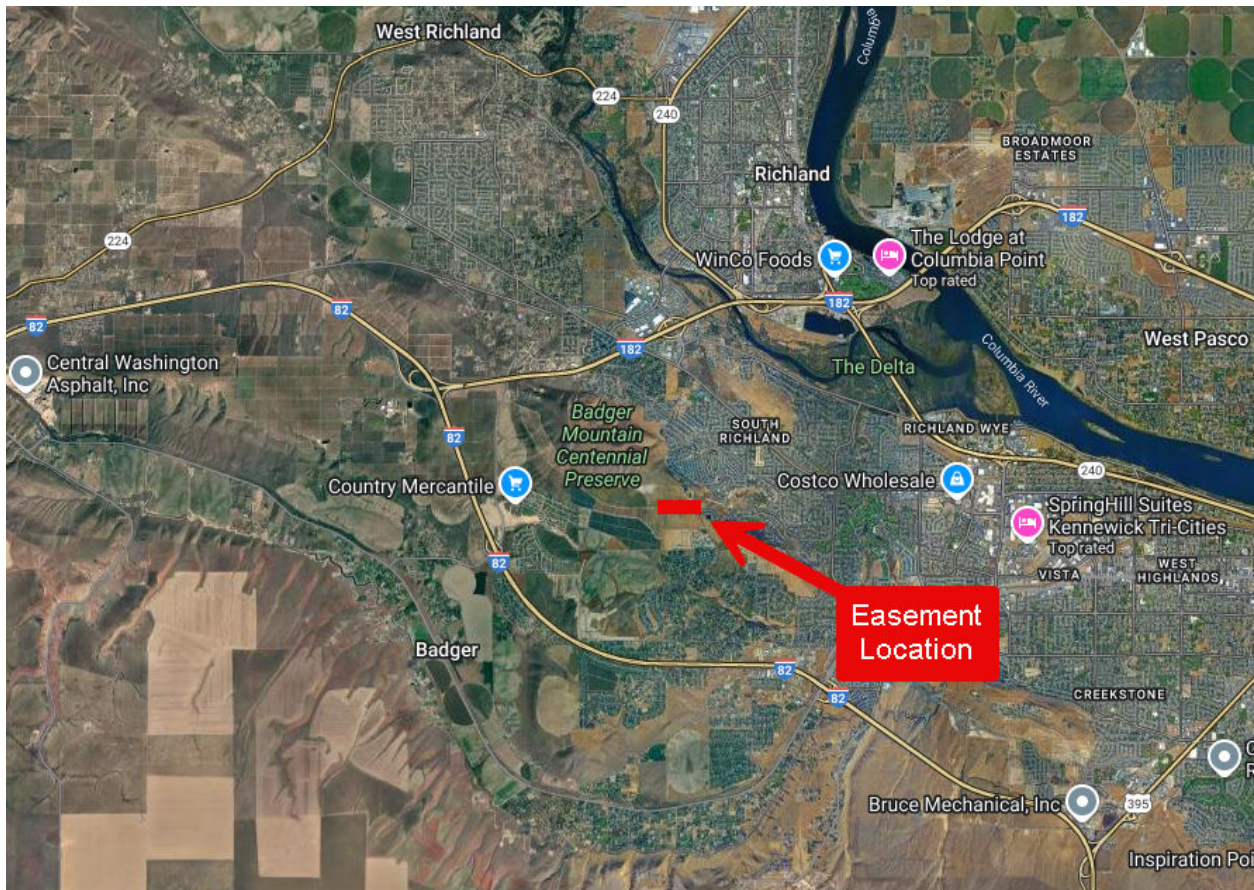 West Richland
224
240
224
Columbia
BROADMOOR
ESTATES
Richland
182
WinCo Foods
The Lodge at
Columbia Point
Top rated
182
82
82
182
Central Washington
Asphalt, Inc
The Delta
Columbia River
West Pasco
82
Badger
Mountain
Centennial
Preserve
SOUTH
RICHLAND
RICHLAND WYE
240
Country Mercantile
Costco Wholesale
SpringHill Suites
Kennewick Tri-Cities
Top rated
VISTA
WEST
HIGHLANDS
82
Easement
Location
Badger
82
82
CREEKSTONE
Bruce Mechanical, Inc
395
Inspiration Poi